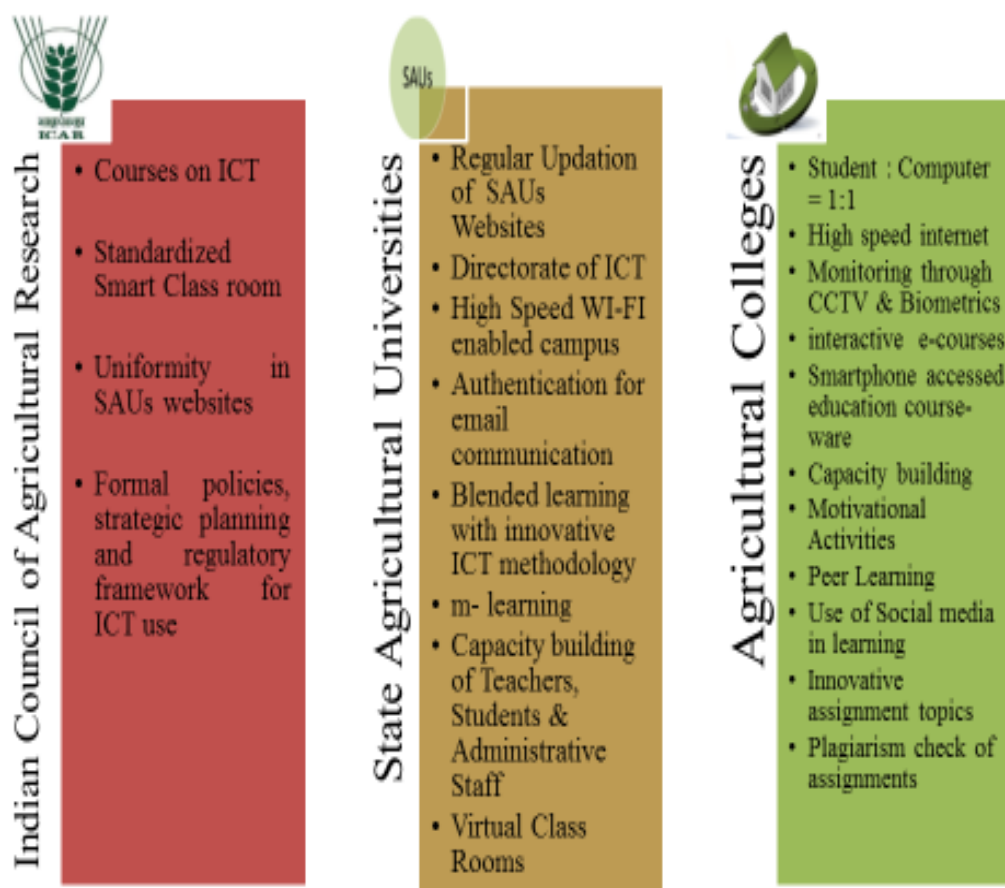 ICAR
Indian Council of Agricultural Research
• Courses on ICT
• Standardized
Smart Class room
• Uniformity in
SAUs websites
• Formal policies,
strategic planning
and regulatory
framework for
ICT use
SAUs
State Agricultural Universities
• Regular Updation
of SAUs
Websites
• Directorate of ICT
• High Speed WI-FI
enabled campus
• Authentication for
email
communication
• Blended learning
with innovative
ICT methodology
• m- learning
• Capacity building
of Teachers,
Students &
Administrative
Staff
• Virtual Class
Rooms
Agricultural Colleges
• Student : Computer
= 1:1
• High speed internet
• Monitoring through
CCTV & Biometrics
• interactive e-courses
• Smartphone accessed
education course-
ware
• Capacity building
• Motivational
Activities
• Peer Learning
• Use of Social media
in learning
• Innovative
assignment topics
• Plagiarism check of
assignments